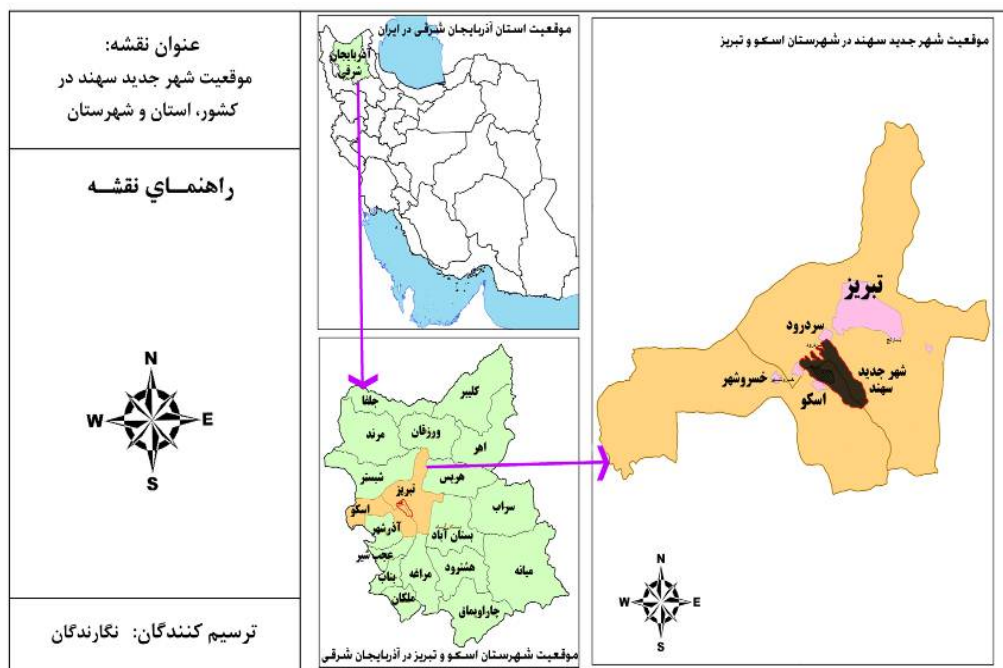 عنوان نقشه:
موقعیت شهر جدید سهند در
کشور، استان و شهرستان
راهنمـاي نقشــه
N
W
E
S
ترسیم کنندگان: نگارندگان
موقعیت استان آذربایجان شرقی در ایران
آذربایجان
شرقی
کلیبر
جلفا
ورزقان
مرند
اهر
شبستر
هریس
تبریز
سراب
اسکو
آذرشهر
بستان آباد
عجب شیر
هشترود
میانه
مراغه
بناب
ملکان
چاراویماق
موقعیت شهرستان اسکو و تبریز در آذربایجان شرقی
موقعیت شهر جدید سهند در شهرستان اسکو و تبریز
تبریز
سردرود
شهر جدید
سهند
خسروشهر
اسکو
N
W
E
S